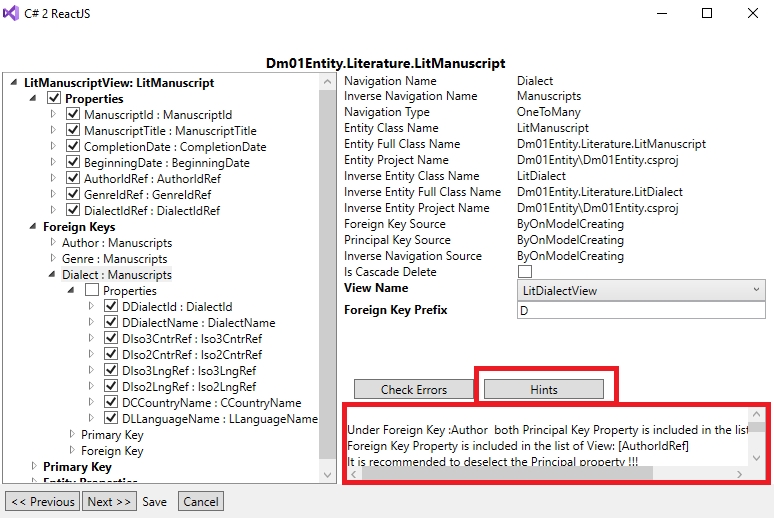 C# 2 ReactJS
Dm01Entity.Literature.LitManuscript
LitManuscriptView: LitManuscript
Properties
ManuscriptId : ManuscriptId
ManuscriptTitle : ManuscriptTitle
CompletionDate : CompletionDate
BeginningDate : BeginningDate
AuthorIdRef : AuthorIdRef
GenreIdRef : GenreIdRef
DialectIdRef : DialectIdRef
Foreign Keys
Author : Manuscripts
Genre : Manuscripts
Dialect : Manuscripts
Properties
DDialectId : DialectId
DDialectName : DialectName
DIso3CntrRef : Iso3CntrRef
DIso2CntrRef : Iso2CntrRef
DIso3LngRef : Iso3LngRef
DIso2LngRef : Iso2LngRef
DCCountryName : CCountryName
DLLanguageName : LLanguageName
Primary Key
Foreign Key
Primary Key
Entity Properties
Navigation Name Dialect
Inverse Navigation Name Manuscripts
Navigation Type OneToMany
Entity Class Name LitManuscript
Entity Full Class Name Dm01Entity.Literature.LitManuscript
Entity Project Name Dm01Entity\Dm01Entity.csproj
Inverse Entity Class Name LitDialect
Inverse Entity Full Class Name Dm01Entity.Literature.LitDialect
Inverse Entity Project Name Dm01Entity\Dm01Entity.csproj
Foreign Key Source ByOnModelCreating
Principal Key Source ByOnModelCreating
Inverse Navigation Source ByOnModelCreating
Is Cascade Delete
View Name LitDialectView
Foreign Key Prefix D
Check Errors Hints
Under Foreign Key :Author both Principal Key Property is included in the list
Foreign Key Property is included in the list of View: [AuthorIdRef]
It is recommended to deselect the Principal property !!!
<< Previous Next >> Save Cancel